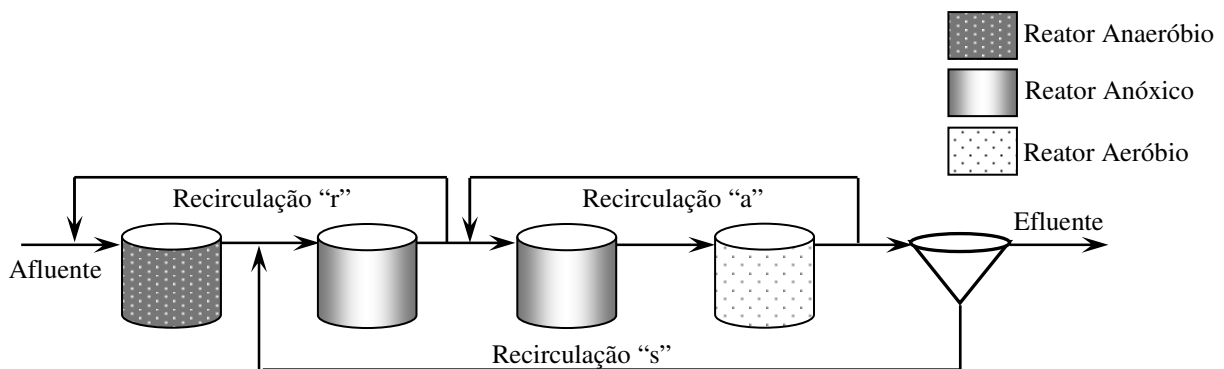 Reator Anaeróbio
Reator Anóxico
Reator Aeróbio
Recirculação “r”
Recirculação “a”
Efluente
Afluente
Recirculação “s”